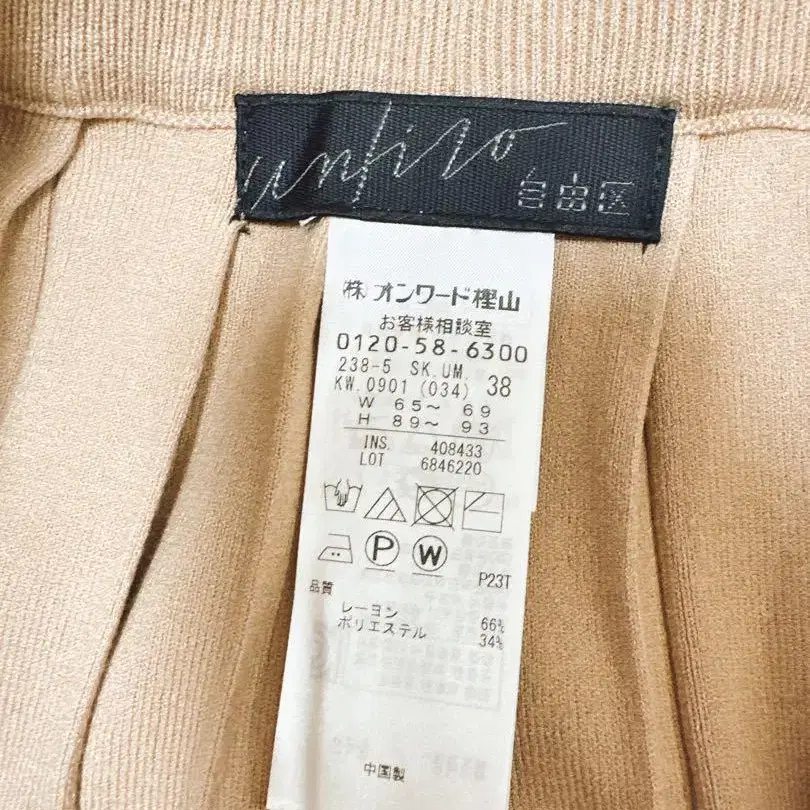 自由区
㈱オンワード樫山
お客様相談室
0120-58-6300
238-5 SK.UM.
KW.0901 (034) 38
W 65〜 69
H 89〜 93
INS. 408433
LOT 6846220
P W
P23T
品質
レーヨン 66%
ポリエステル 34%
中国製